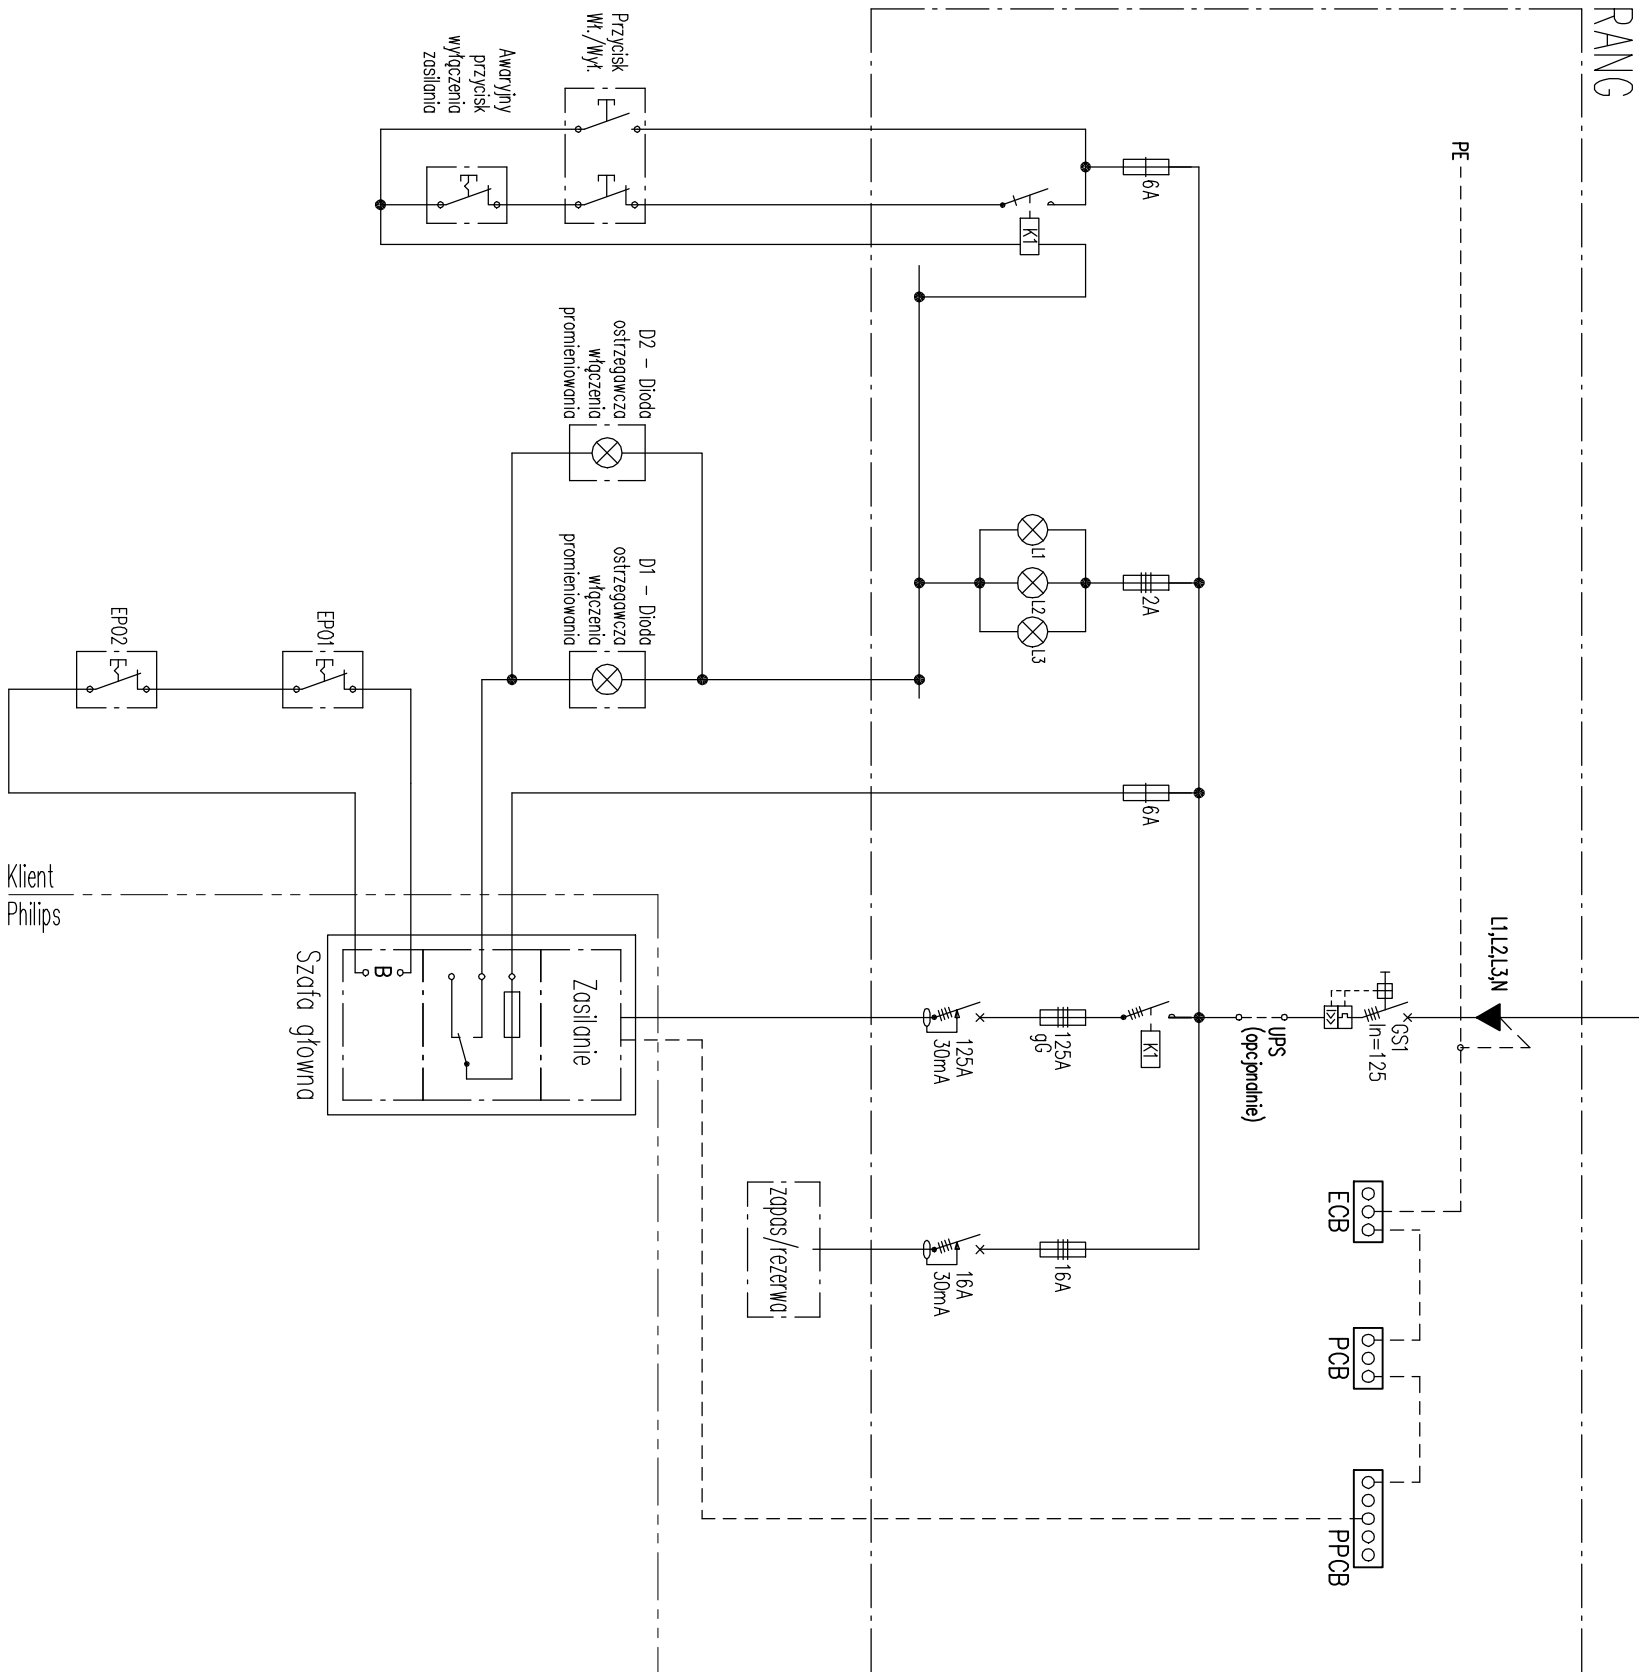 RANG
PE
L1,L2,L3,N
GS1
In=125
UPS
(opcjonalnie)
ECB
PCB
PPCB
6A
K1
2A
L1
L2
L3
6A
K1
125A
gG
125A
30mA
16A
16A
30mA
zapas/rezerwa
Przycisk
Wł./Wył.
Awaryjny
przycisk
wyłączenia
zasilania
D2 - Dioda
ostrzegawcza
włączenia
promieniowania
D1 - Dioda
ostrzegawcza
włączenia
promieniowania
EPO1
EPO2
Klient
Philips
Zasilanie
B
Szafa główna